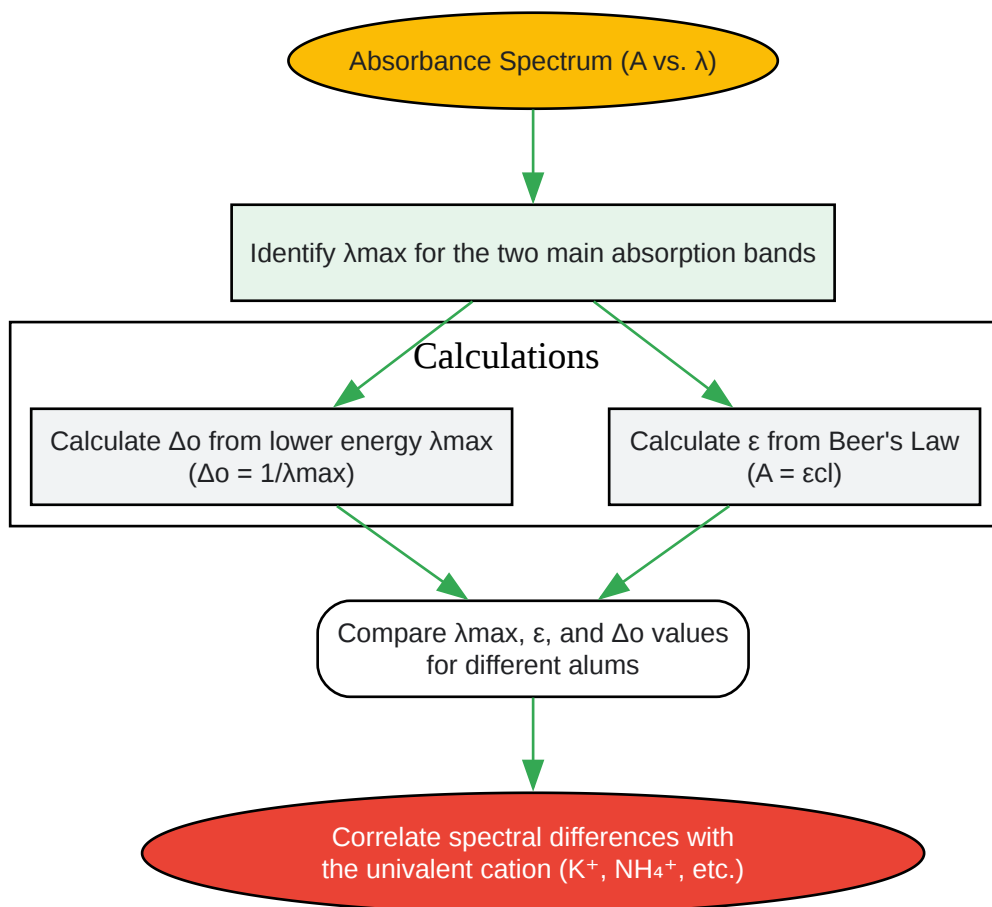 Absorbance Spectrum (A vs. λ)
Identify λmax for the two main absorption bands
Calculations
Calculate Δo from lower energy λmax
(Δo = 1/λmax)
Calculate ε from Beer's Law
(A = εcl)
Compare λmax, ε, and Δo values
for different alums
Correlate spectral differences with
the univalent cation (K⁺, NH₄⁺, etc.)